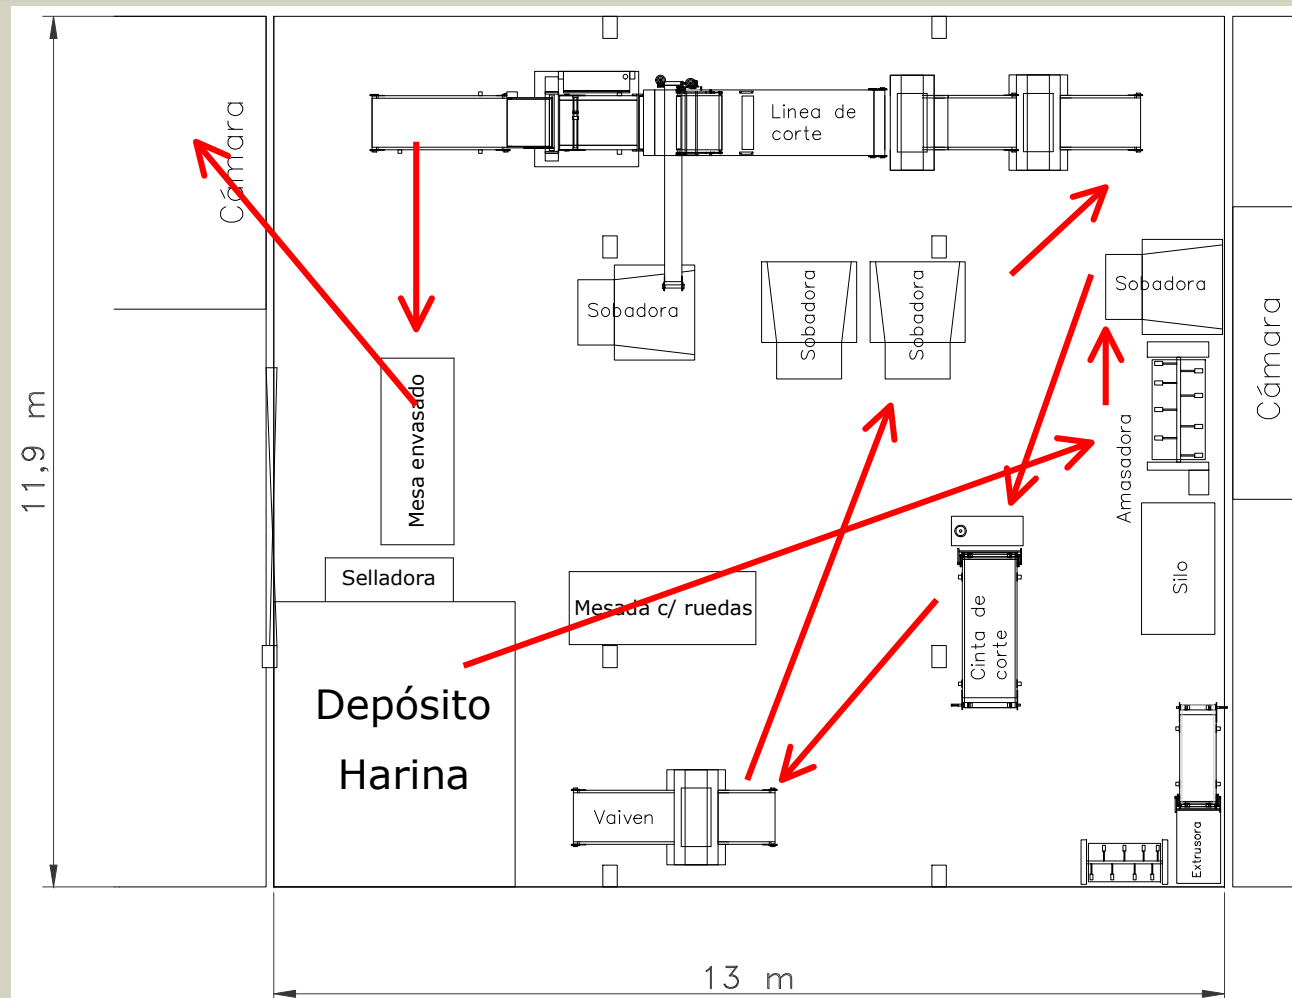 Linea de
corte
Cámara
Sobadora
Sobadora
Sobadora
Sobadora
Cámara
Mesa envasado
11,9 m
Amasadora
Selladora
Mesada c/ ruedas
Silo
Cinta de
corte
Depósito
Harina
Vaiven
Extrusora
13 m